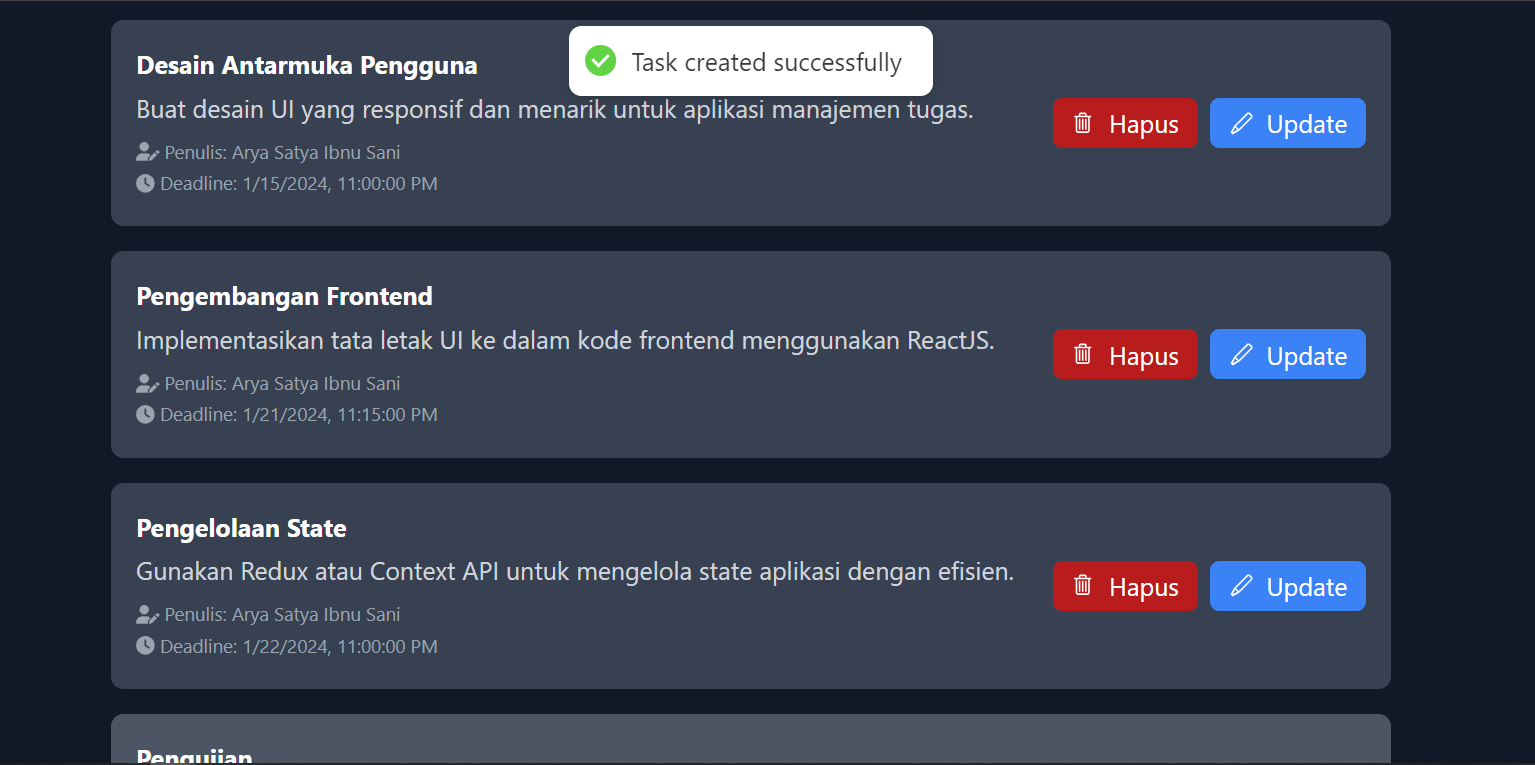 Task created successfully
Desain Antarmuka Pengguna
Buat desain UI yang responsif dan menarik untuk aplikasi manajemen tugas.
Penulis: Arya Satya Ibnu Sani
Deadline: 1/15/2024, 11:00:00 PM
Hapus
Update
Pengembangan Frontend
Implementasikan tata letak UI ke dalam kode frontend menggunakan ReactJS.
Penulis: Arya Satya Ibnu Sani
Deadline: 1/21/2024, 11:15:00 PM
Hapus
Update
Pengelolaan State
Gunakan Redux atau Context API untuk mengelola state aplikasi dengan efisien.
Penulis: Arya Satya Ibnu Sani
Deadline: 1/22/2024, 11:00:00 PM
Hapus
Update
Pengujian